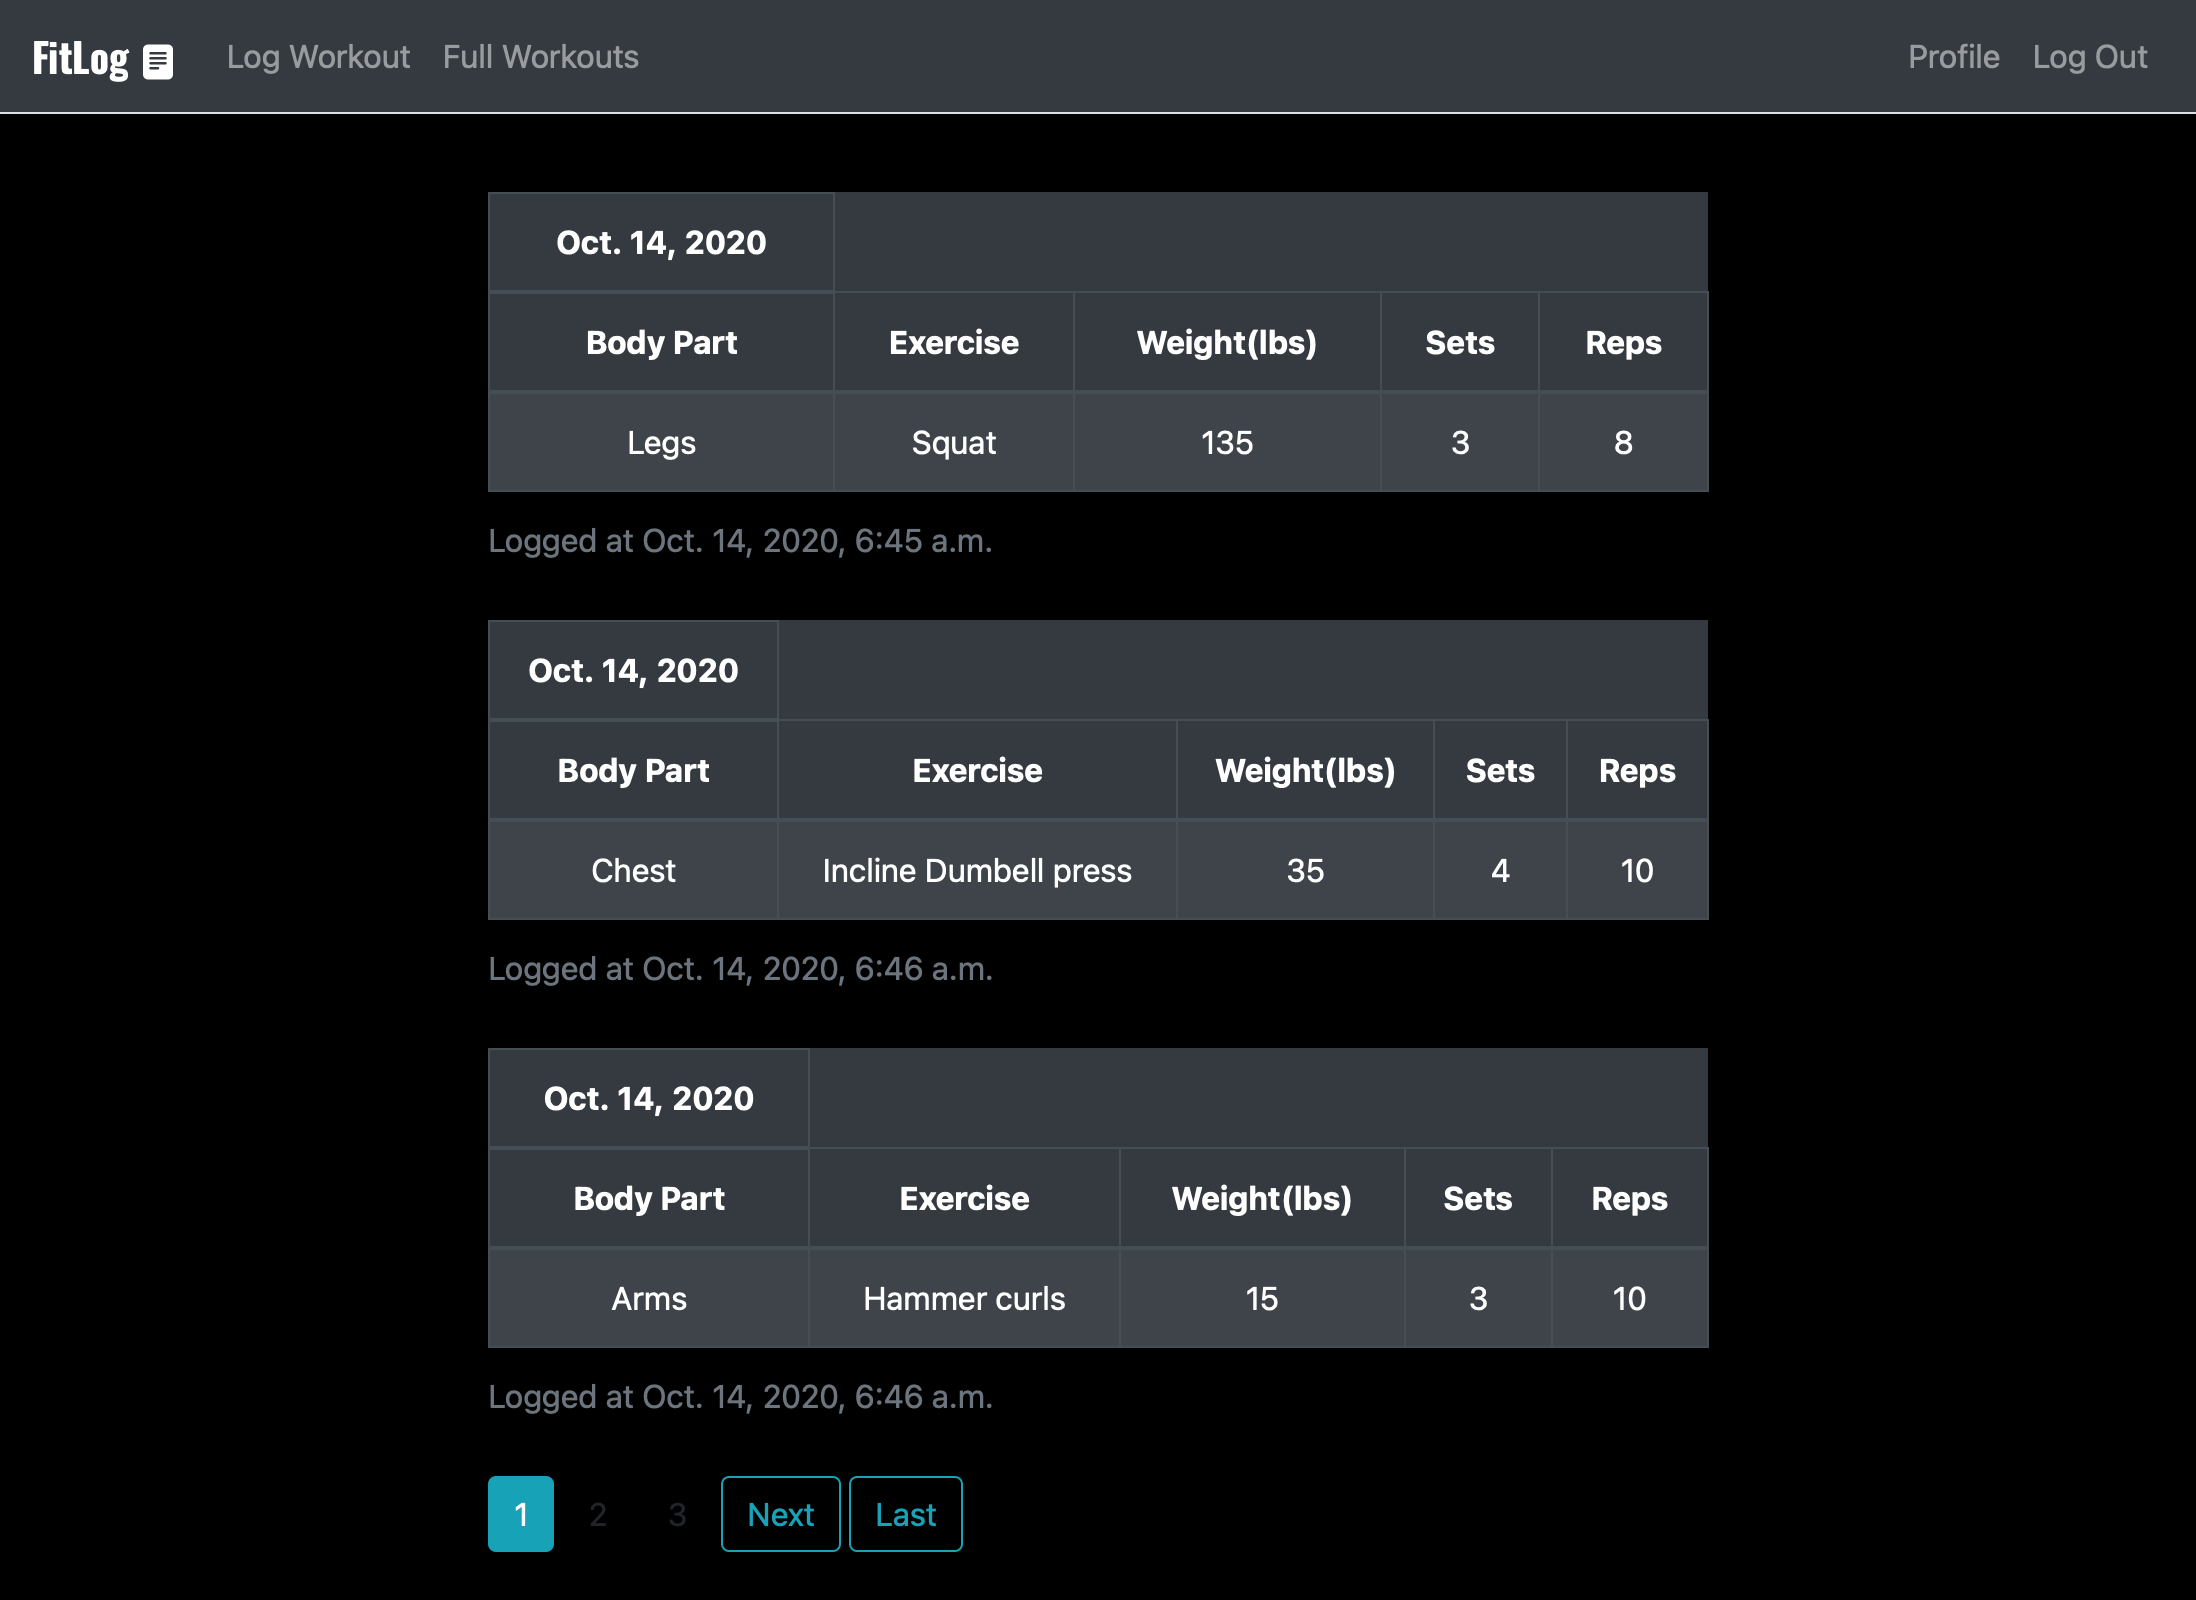 FitLog Log Workout Full Workouts Profile Log Out
Oct. 14, 2020
Body Part Exercise Weight(lbs) Sets Reps
Legs Squat 135 3 8
Logged at Oct. 14, 2020, 6:45 a.m.
Oct. 14, 2020
Body Part Exercise Weight(lbs) Sets Reps
Chest Incline Dumbell press 35 4 10
Logged at Oct. 14, 2020, 6:46 a.m.
Oct. 14, 2020
Body Part Exercise Weight(lbs) Sets Reps
Arms Hammer curls 15 3 10
Logged at Oct. 14, 2020, 6:46 a.m.
1 2 3 Next Last